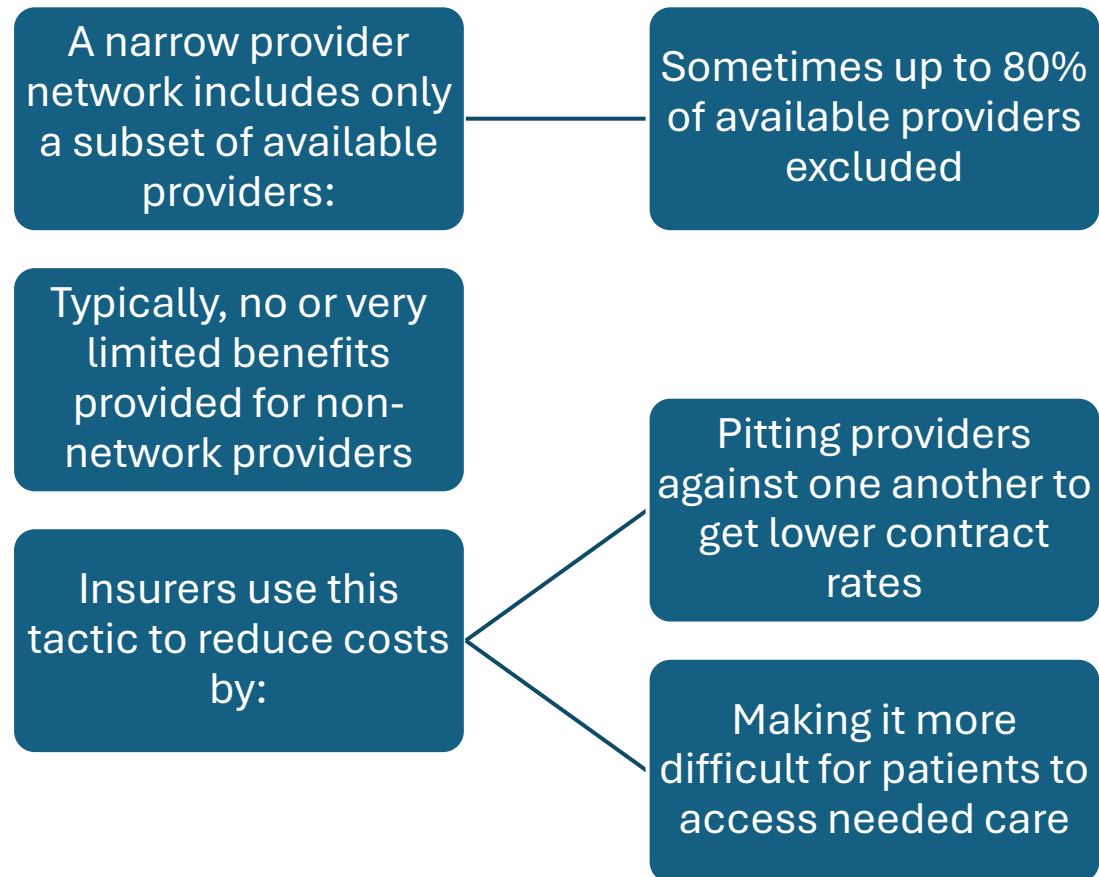 A narrow provider
network includes only
a subset of available
providers:
Sometimes up to 80%
of available providers
excluded
Typically, no or very
limited benefits
provided for non-
network providers
Insurers use this
tactic to reduce costs
by:
Pitting providers
against one another to
get lower contract
rates
Making it more
difficult for patients to
access needed care